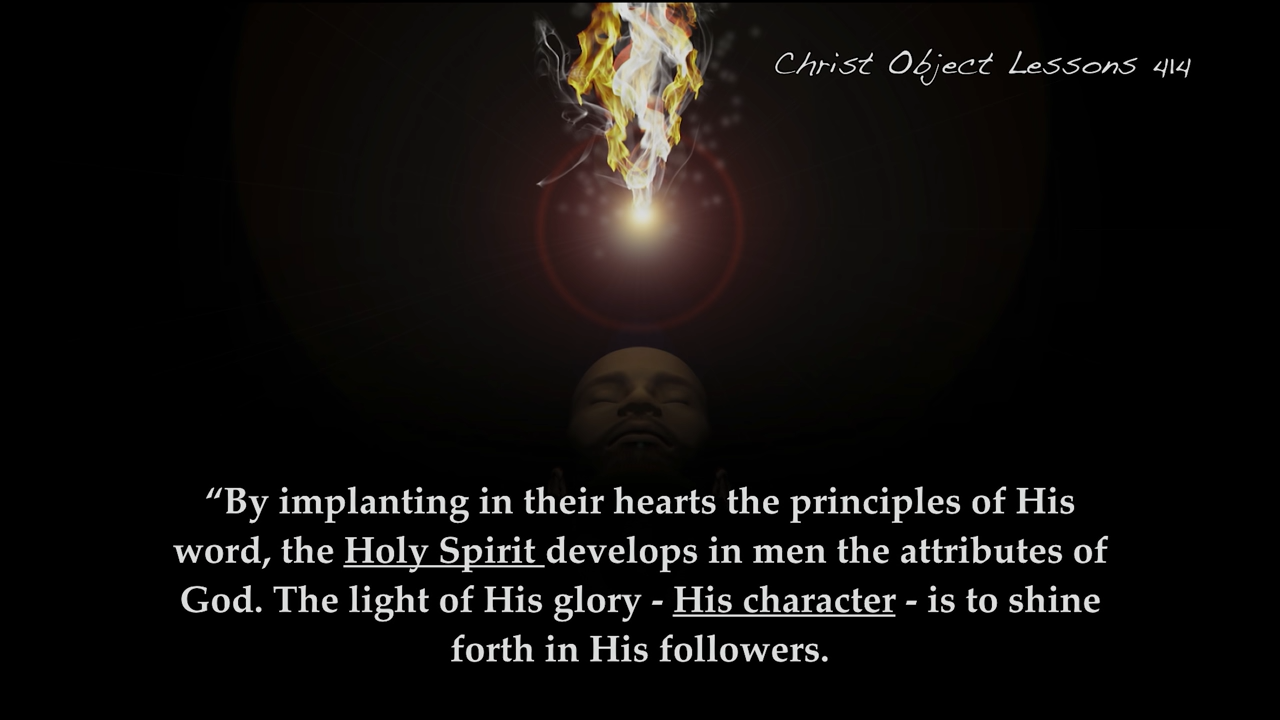 Christ Object Lessons 414
“By implanting in their hearts the principles of His
word, the Holy Spirit develops in men the attributes of
God. The light of His glory - His character - is to shine
forth in His followers.